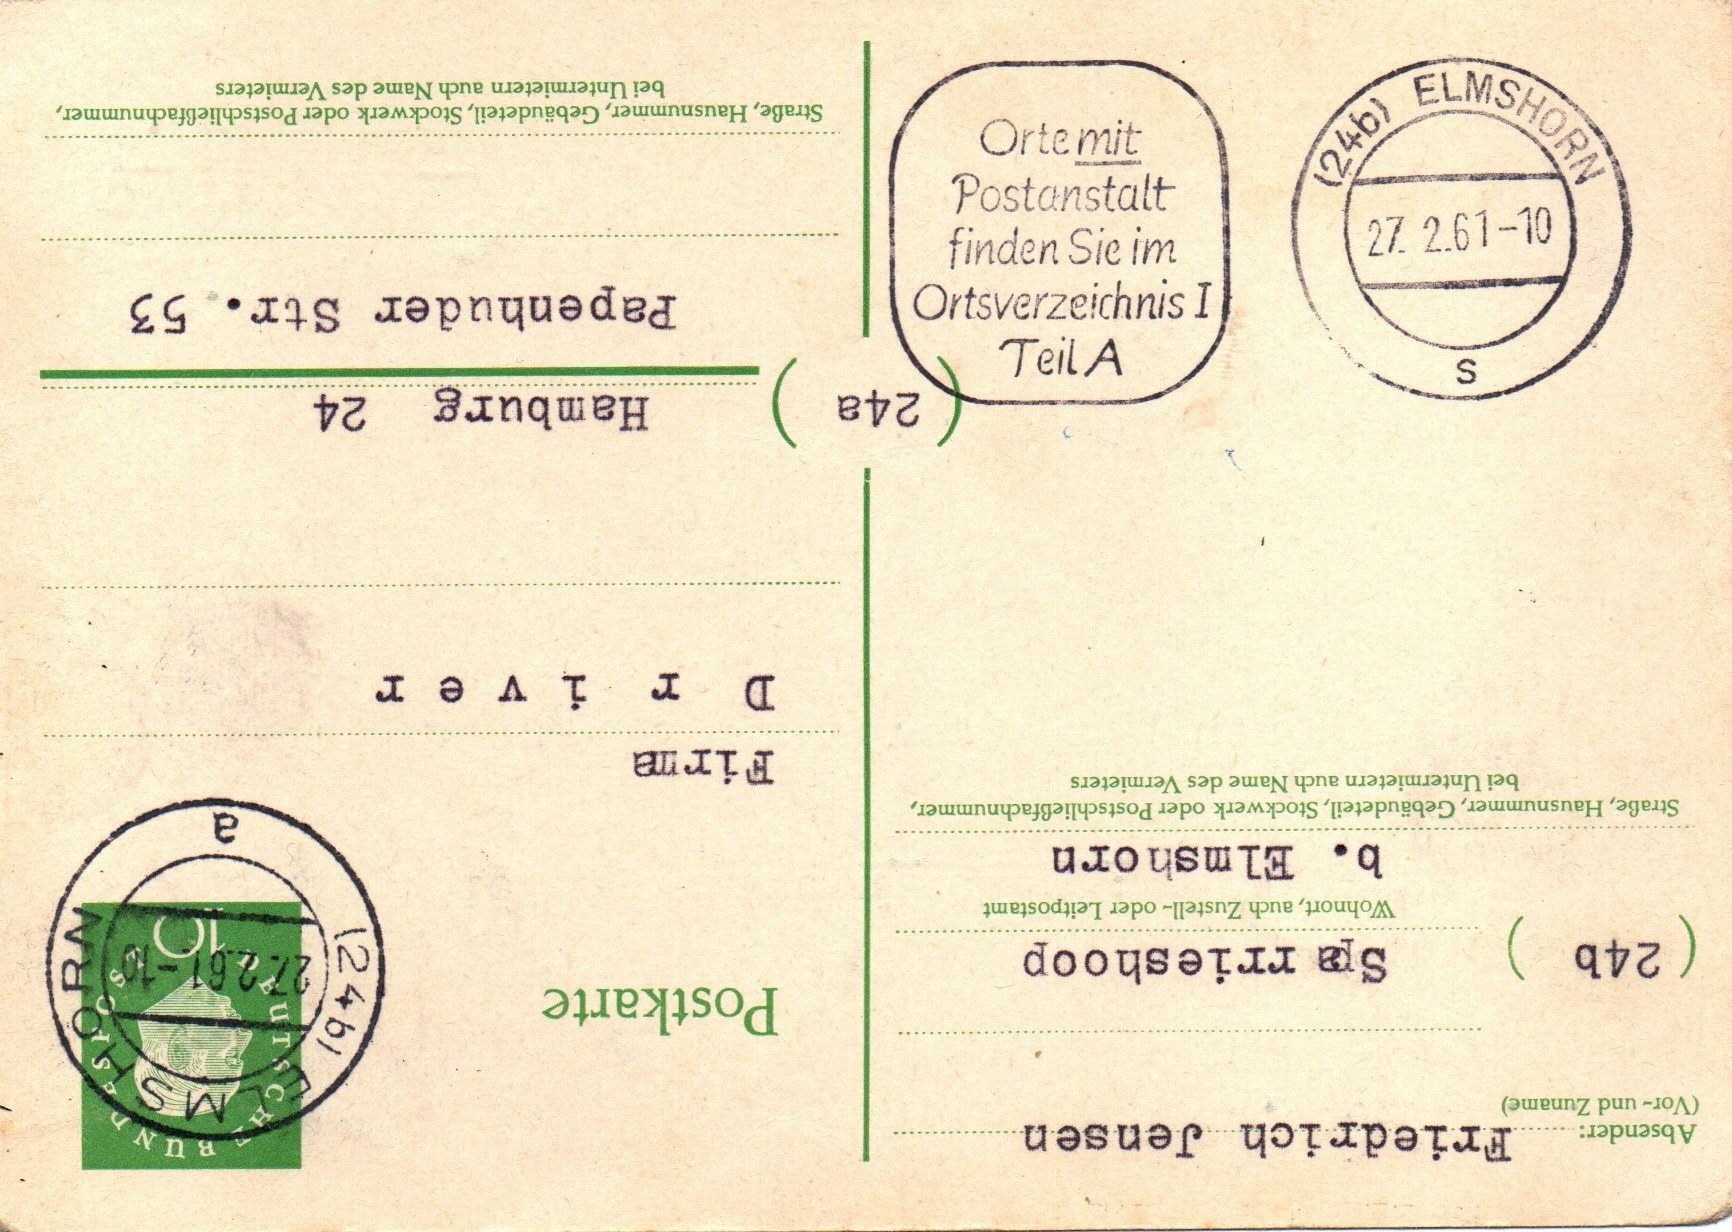 Absender:
(Vor- und Zuname)
Friedrich Jensen
(24b)
Sparrieshoop
Wohnort, auch Zustell- oder Leitpostamt
b. Elmshorn
Straße, Hausnummer, Gebäudeteil, Stockwerk oder Postschließfachnummer,
bei Untermietern auch Name des Vermieters
Postkarte
DEUTSCHE BUNDESPOST
10
(24b) ELMSHORN
27.2.61-10
a
Firma
Driver
(24a)
Hamburg 24
Papenhuder Str. 53
Straße, Hausnummer, Gebäudeteil, Stockwerk oder Postschließfachnummer,
bei Untermietern auch Name des Vermieters
Orte mit
Postanstalt
finden Sie im
Ortsverzeichnis I
Teil A
(24b) ELMSHORN
27.2.61-10
s